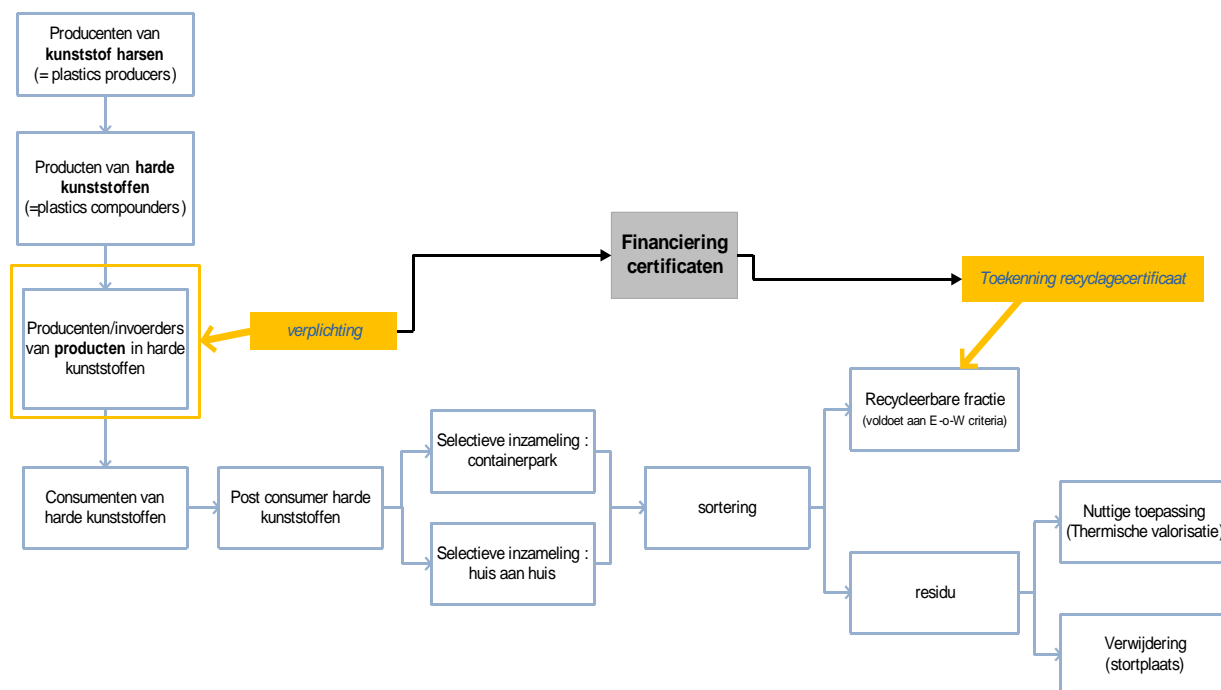 Producenten van
kunststof harsen
(= plastics producers)
Producten van harde
kunststoffen
(=plastics compounders)
Financiering
certificaten
Toekenning recyclagecertificaat
Producenten/invoerders
van producten in harde
kunststoffen
verplichting
Recycleerbare fractie
(voldoet aan E-o-W criteria)
Selectieve inzameling :
containerpark
Consumenten van
harde kunststoffen
Post consumer harde
kunststoffen
sortering
Nuttige toepassing
(Thermische valorisatie)
Selectieve inzameling :
huis aan huis
residu
Verwijdering
(stortplaats)